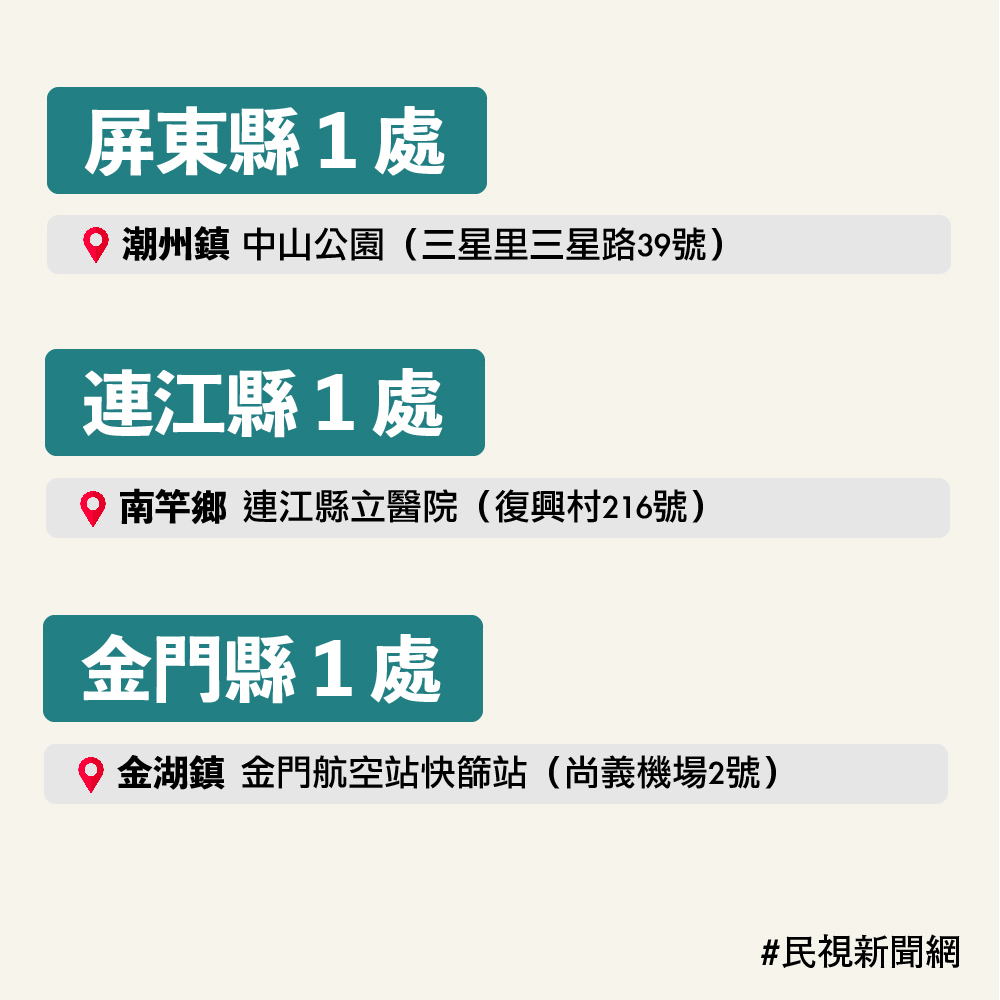 屏東縣1處
潮州鎮 中山公園（三星里三星路39號）
連江縣1處
南竿鄉 連江縣立醫院（復興村216號）
金門縣1處
金湖鎮 金門航空站快篩站（尚義機場2號）
#民視新聞網